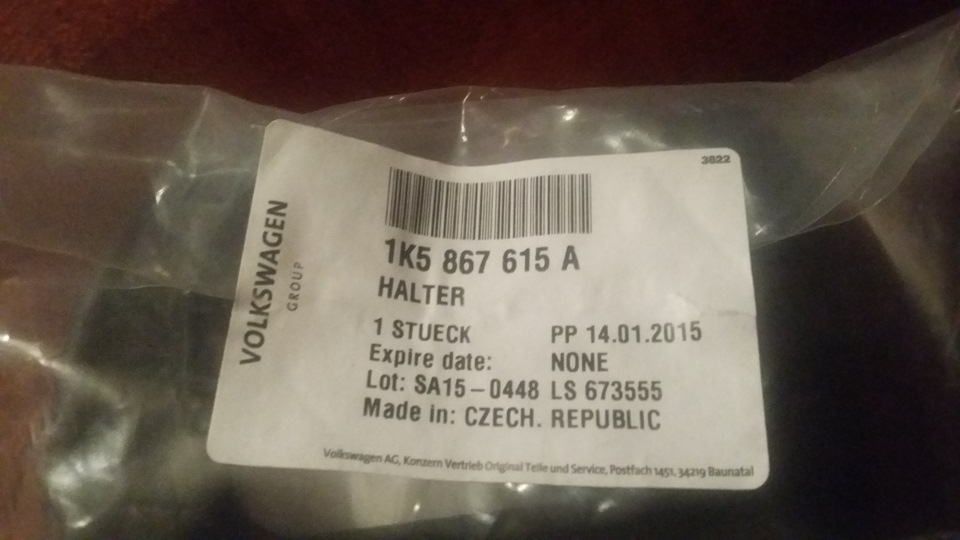 3622
1K5 867 615 A
HALTER
1 STUECK PP 14.01.2015
Expire date: NONE
Lot: SA15-0448 LS 673555
Made in: CZECH. REPUBLIC
VOLKSWAGEN
GROUP
Volkswagen AG, Konzern Vertrieb Original Teile und Service, Postfach 1451, 34219 Baunatal